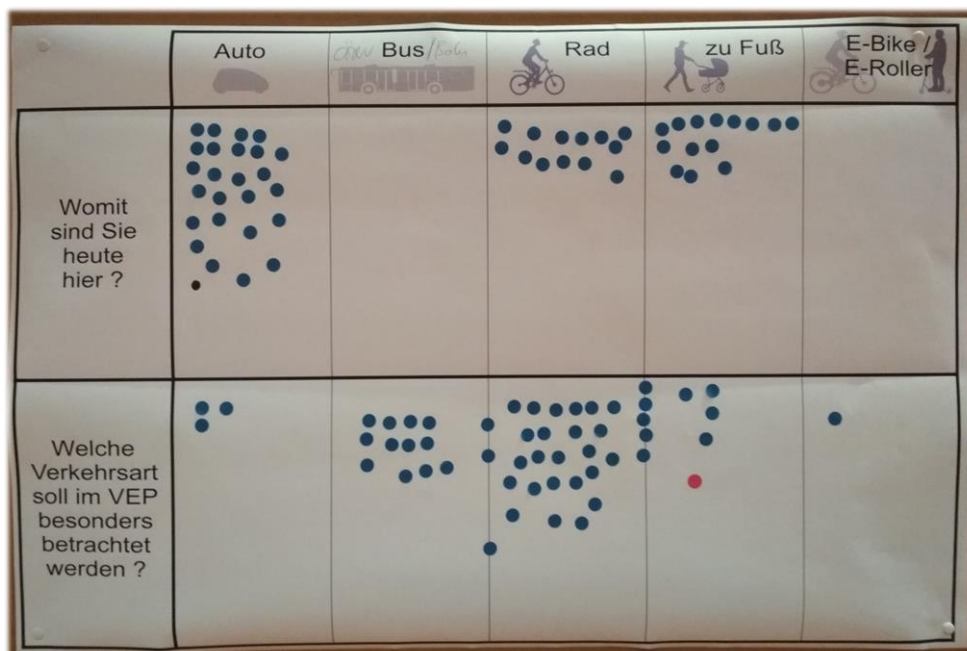 Auto
öPNV Bus/Bahn
Rad
zu Fuß
E-Bike /
E-Roller
Womit
sind Sie
heute
hier ?
Welche
Verkehrsart
soll im VEP
besonders
betrachtet
werden ?